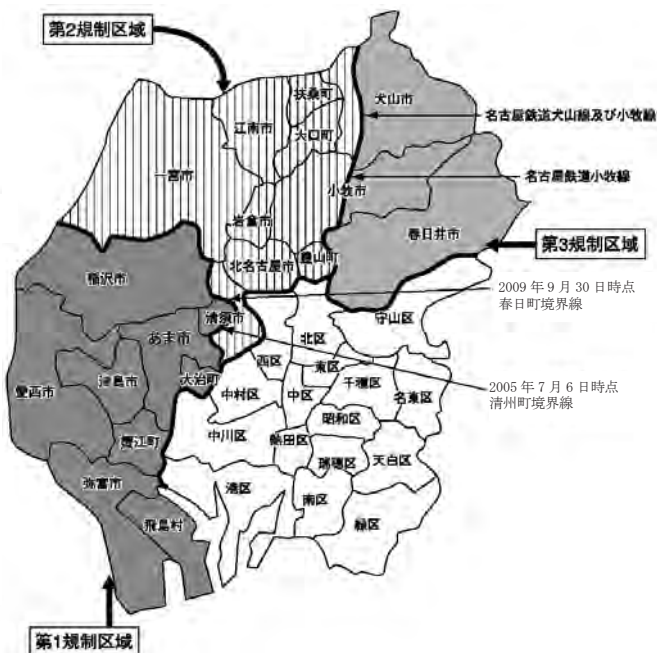 第2規制区域
扶桑町
犬山市
江南市
大口町
名古屋鉄道犬山線及び小牧線
一宮市
名古屋鉄道小牧線
小牧市
岩倉市
春日井市
第3規制区域
北名古屋市
豊山町
稲沢市
2009年9月30日時点
春日町境界線
清須市
守山区
あま市
北区
西区
東区
2005年7月6日時点
清州町境界線
大治町
千種区
愛西市
津島市
中村区
中区
名東区
昭和区
蟹江町
中川区
熱田区
天白区
瑞穂区
弥富市
港区
南区
緑区
飛島村
第1規制区域